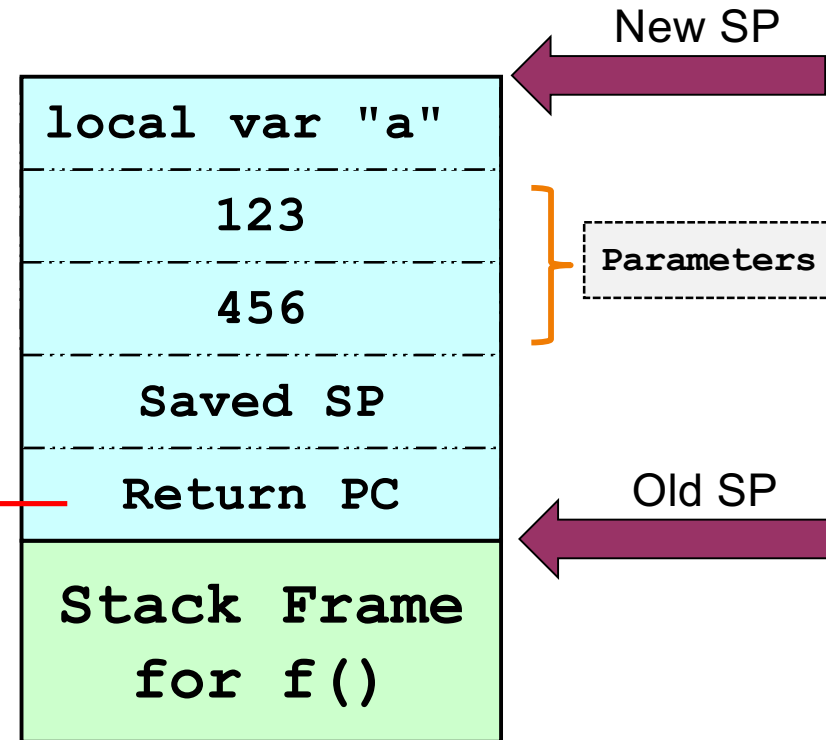 New SP
local var "a"
123
Parameters
456
Saved SP
Return PC
Old SP
Stack Frame
for f()